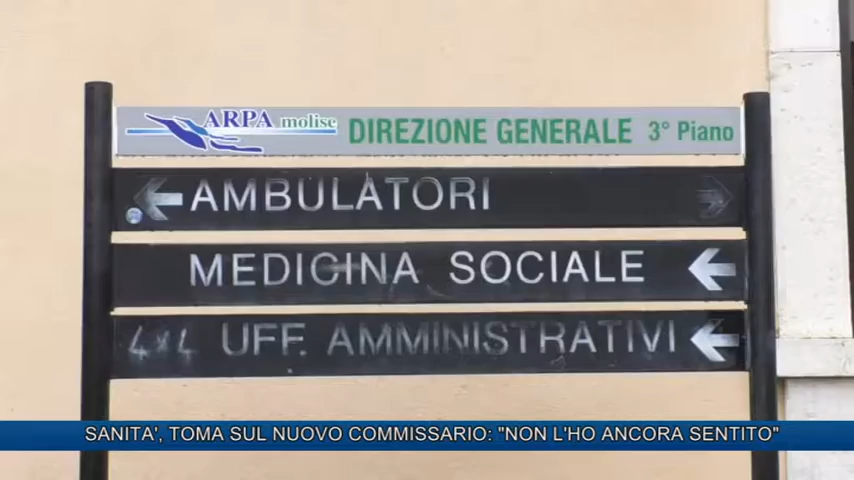 ARPA molise DIREZIONE GENERALE 3° Piano
AMBULATORI
MEDICINA SOCIALE
4x4 UFF. AMMINISTRATIVI
SANITA', TOMA SUL NUOVO COMMISSARIO: "NON L'HO ANCORA SENTITO"